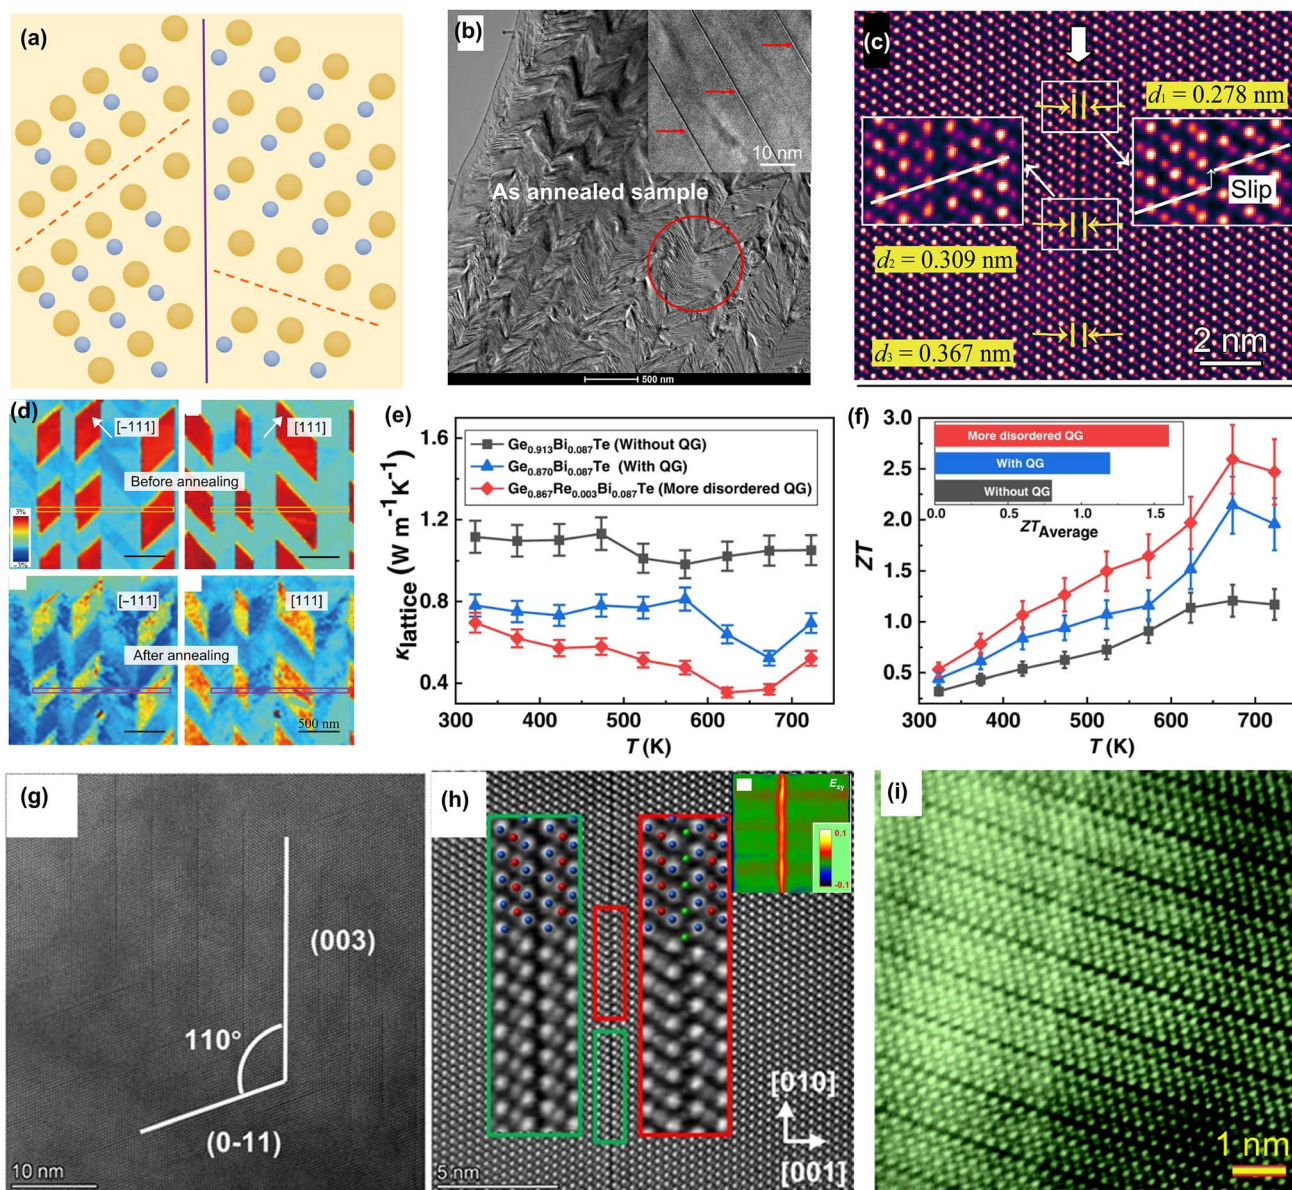 (a)
(b)
10 nm
As annealed sample
500 nm
(c)
d₁ = 0.278 nm
Slip
d₂ = 0.309 nm
d₃ = 0.367 nm
2 nm
(d)
[−111]
[111]
Before annealing
3%
−3%
[−111]
[111]
After annealing
500 nm
(e)
1.6
1.2
0.8
0.4
κlattice (W m⁻¹K⁻¹)
Ge₀.₉₁₃Bi₀.₀₈₇Te (Without QG)
Ge₀.₈₇₀Bi₀.₀₈₇Te (With QG)
Ge₀.₈₆₇Re₀.₀₀₃Bi₀.₀₈₇Te (More disordered QG)
300 400 500 600 700
T (K)
(f)
3.0
2.5
2.0
1.5
1.0
0.5
ZT
More disordered QG
With QG
Without QG
0.0 0.5 1.0 1.5
ZTAverage
300 400 500 600 700
T (K)
(g)
(003)
110°
(0-11)
10 nm
(h)
Exy
0.1
-0.1
[010]
[001]
5 nm
(i)
1 nm